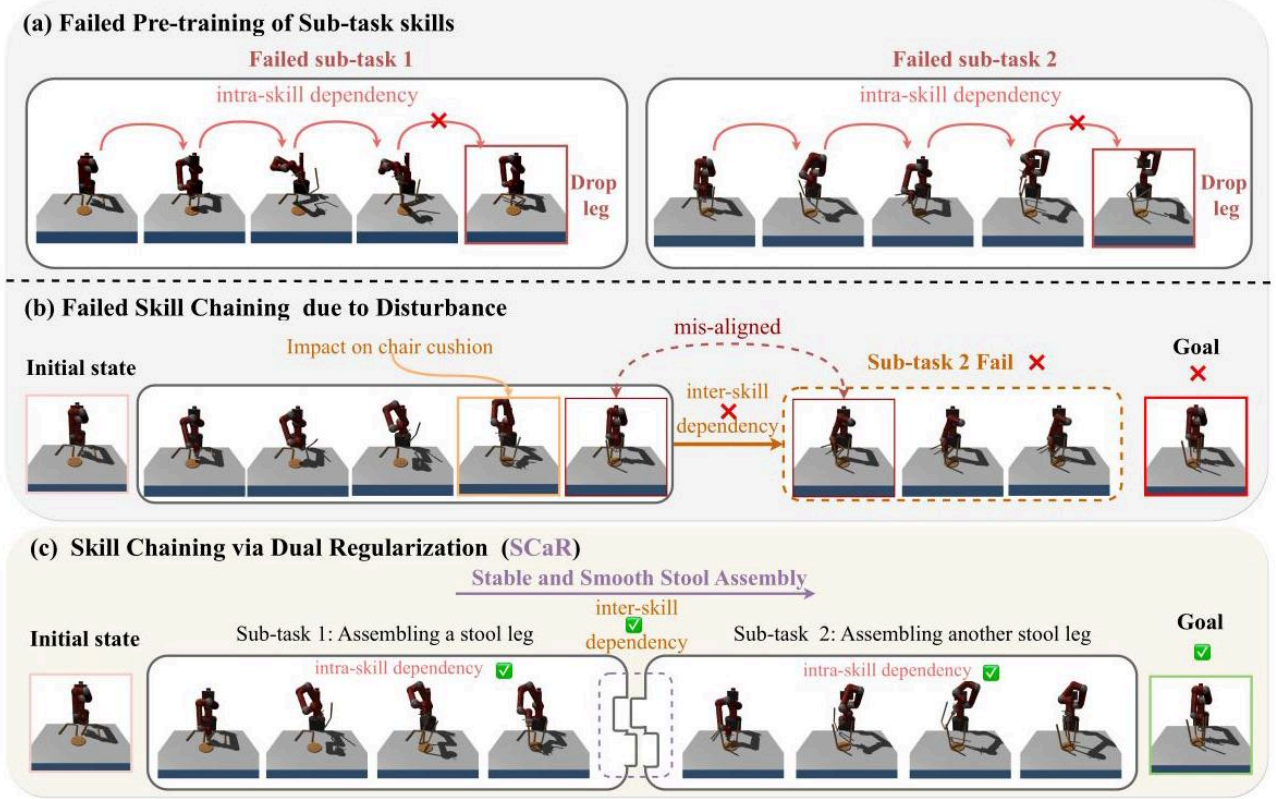 (a) Failed Pre-training of Sub-task skills
Failed sub-task 1
intra-skill dependency
Drop
leg
Failed sub-task 2
intra-skill dependency
Drop
leg
(b) Failed Skill Chaining due to Disturbance
Initial state
Impact on chair cushion
mis-aligned
inter-skill
dependency
Sub-task 2 Fail
Goal
(c) Skill Chaining via Dual Regularization (SCaR)
Stable and Smooth Stool Assembly
Initial state
Sub-task 1: Assembling a stool leg
intra-skill dependency
inter-skill
dependency
Sub-task 2: Assembling another stool leg
intra-skill dependency
Goal